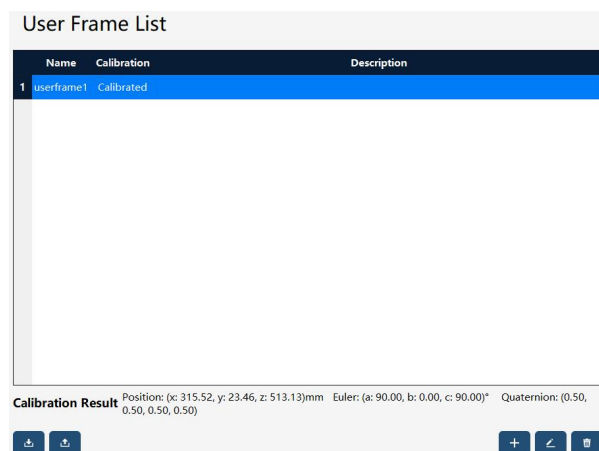 User Frame List
Name Calibration Description
1 userframe1 Calibrated
Calibration Result Position: (x: 315.52, y: 23.46, z: 513.13)mm Euler: (a: 90.00, b: 0.00, c: 90.00)° Quaternion: (0.50,
0.50, 0.50, 0.50)